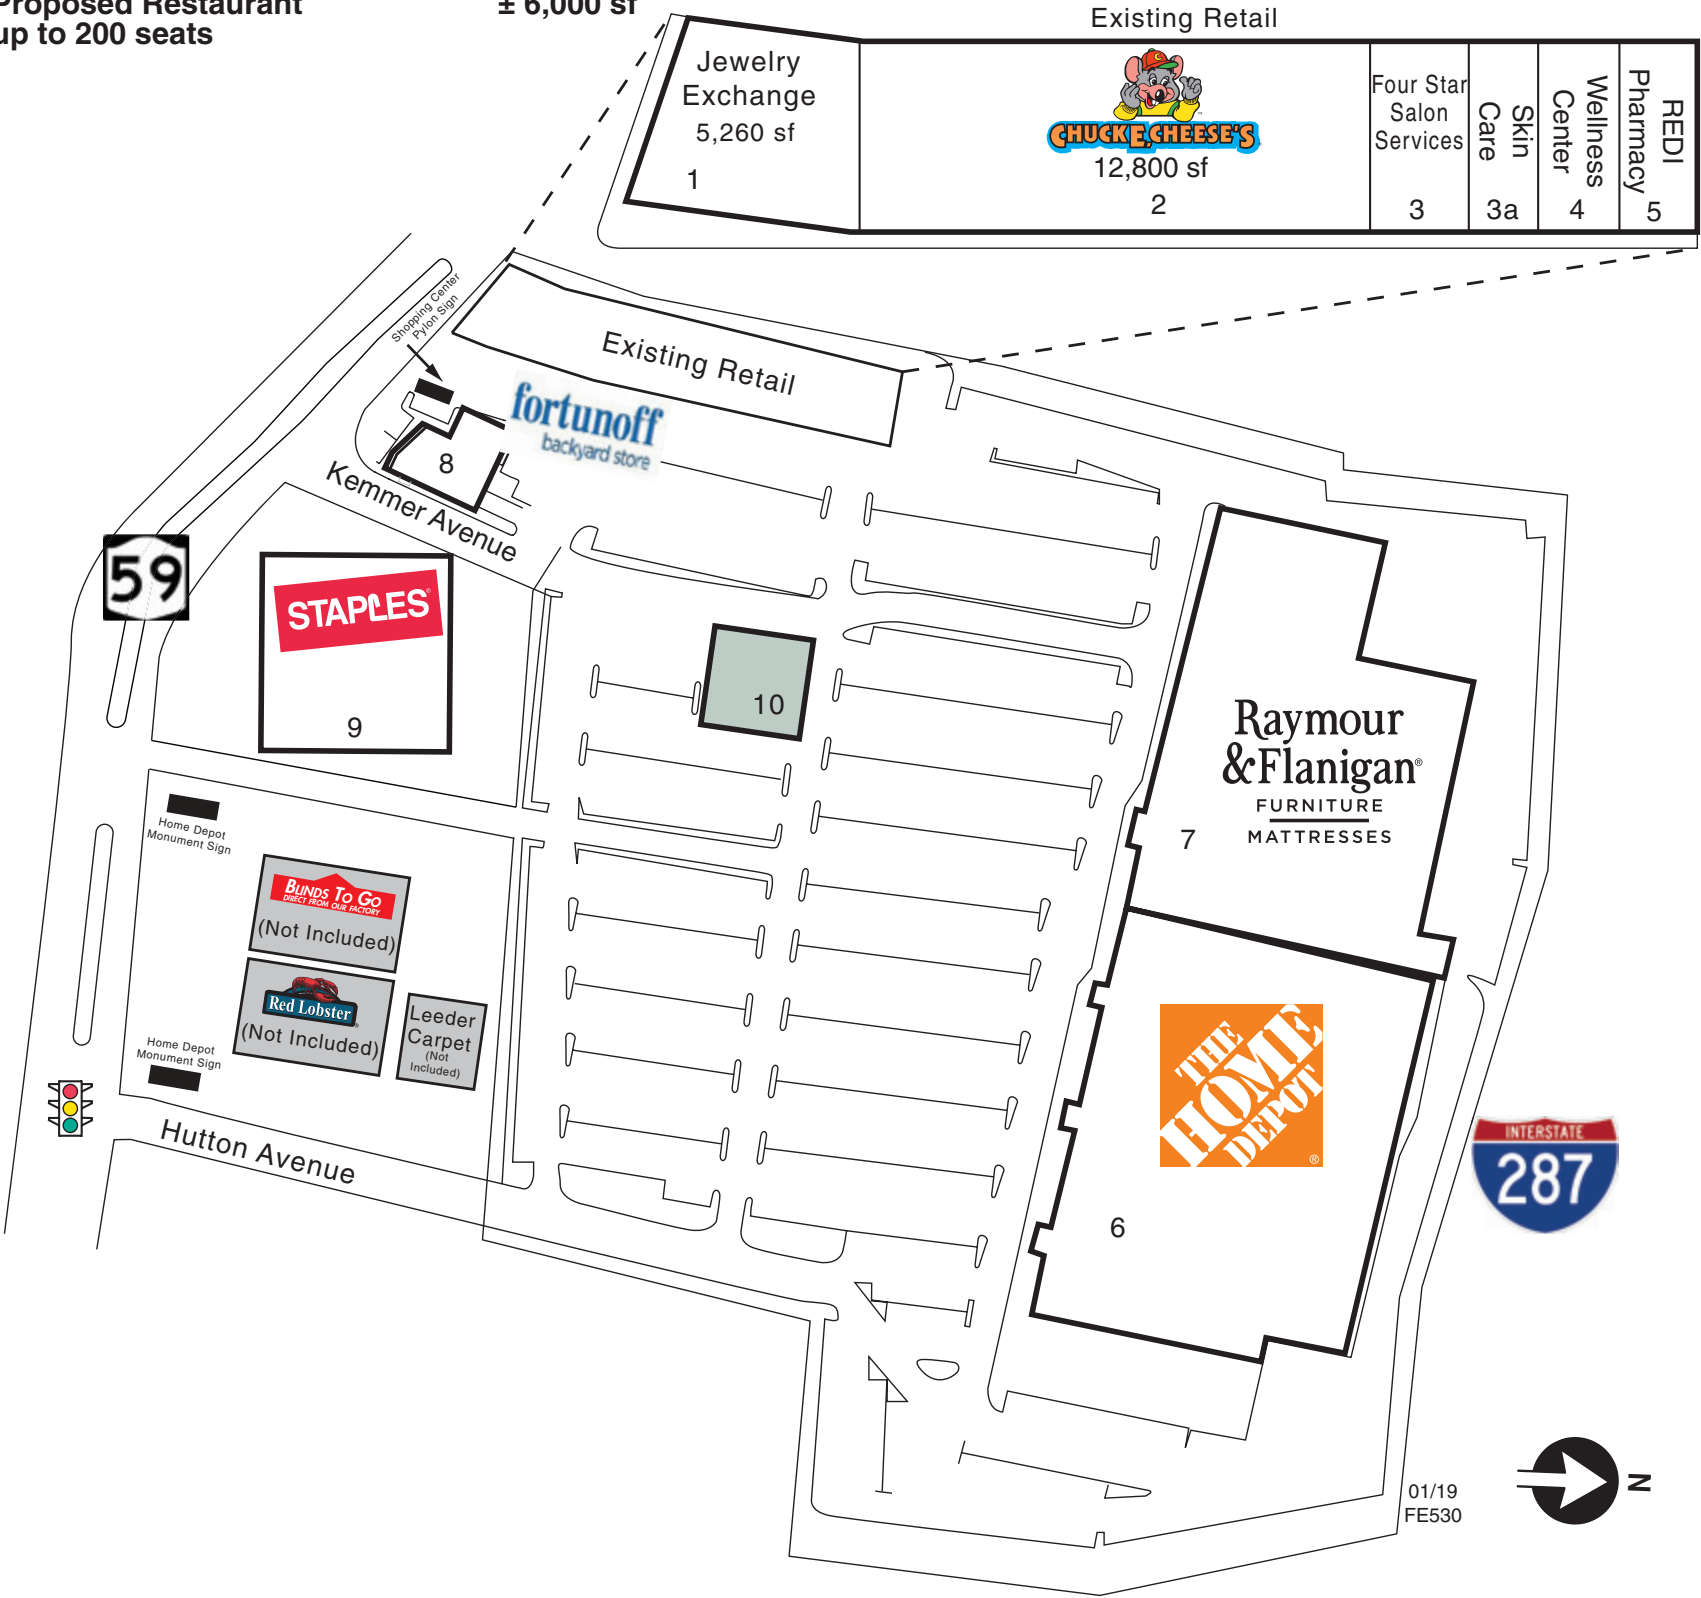 Proposed Restaurant ± 6,000 sf
up to 200 seats
Existing Retail
Jewelry
Exchange
5,260 sf
1
CHUCK E. CHEESE'S
12,800 sf
2
Four Star
Salon
Services
3
Skin
Care
3a
Wellness
Center
4
REDI
Pharmacy
5
Shopping Center
Pylon Sign
Existing Retail
fortunoff
backyard store
8
Kemmer Avenue
59
STAPLES
9
10
Raymour
&Flanigan®
FURNITURE
MATTRESSES
7
Home Depot
Monument Sign
BLINDS TO GO
DIRECT FROM OUR FACTORY
(Not Included)
Red Lobster
(Not Included)
Leeder
Carpet
(Not
Included)
Home Depot
Monument Sign
Hutton Avenue
THE
HOME
DEPOT
®
6
INTERSTATE
287
01/19
FE530
N